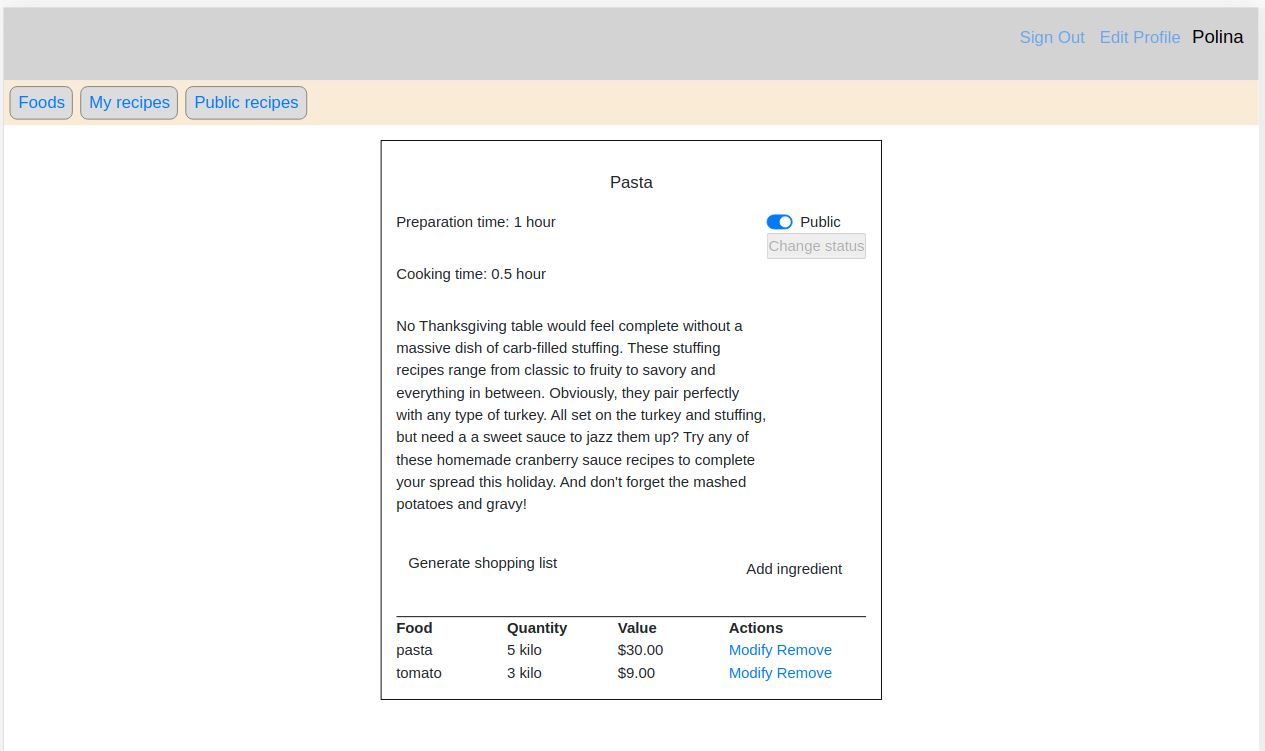 Sign Out Edit Profile Polina
Foods My recipes Public recipes
Pasta
Preparation time: 1 hour Public
Change status
Cooking time: 0.5 hour
No Thanksgiving table would feel complete without a
massive dish of carb-filled stuffing. These stuffing
recipes range from classic to fruity to savory and
everything in between. Obviously, they pair perfectly
with any type of turkey. All set on the turkey and stuffing,
but need a a sweet sauce to jazz them up? Try any of
these homemade cranberry sauce recipes to complete
your spread this holiday. And don't forget the mashed
potatoes and gravy!
Generate shopping list Add ingredient
Food Quantity Value Actions
pasta 5 kilo $30.00 Modify Remove
tomato 3 kilo $9.00 Modify Remove